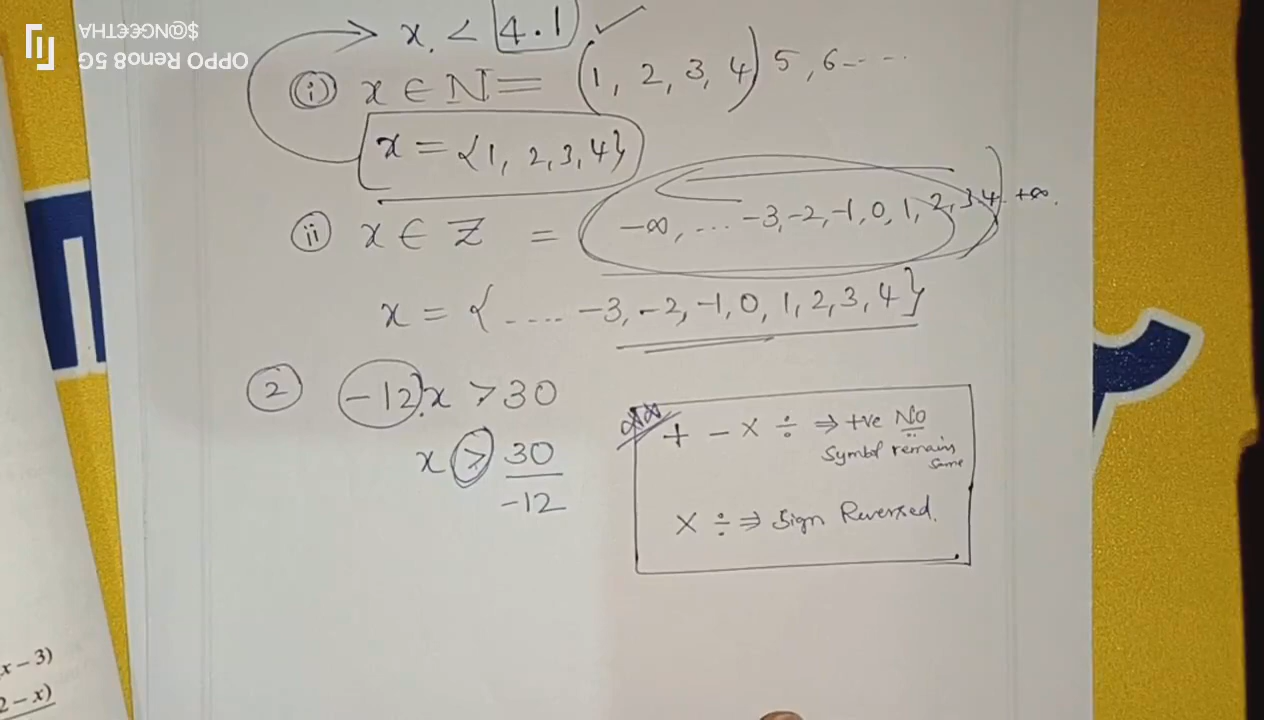 $@NGEETHA
OPPO Reno8 5G
x < 4.1 ✓
(i) x ∈ N = (1, 2, 3, 4) 5, 6 - - - -
x = {1, 2, 3, 4}
(ii) x ∈ Z = -∞, ... -3, -2, -1, 0, 1, 2, 3, 4 +∞.
x = { ..... -3, -2, -1, 0, 1, 2, 3, 4}
(2) -12x > 30
x > 30/-12
+ - × ÷ ⇒ +ve No
Symbol remains
same
× ÷ ⇒ Sign Reversed.
x – 3)
2 – x)